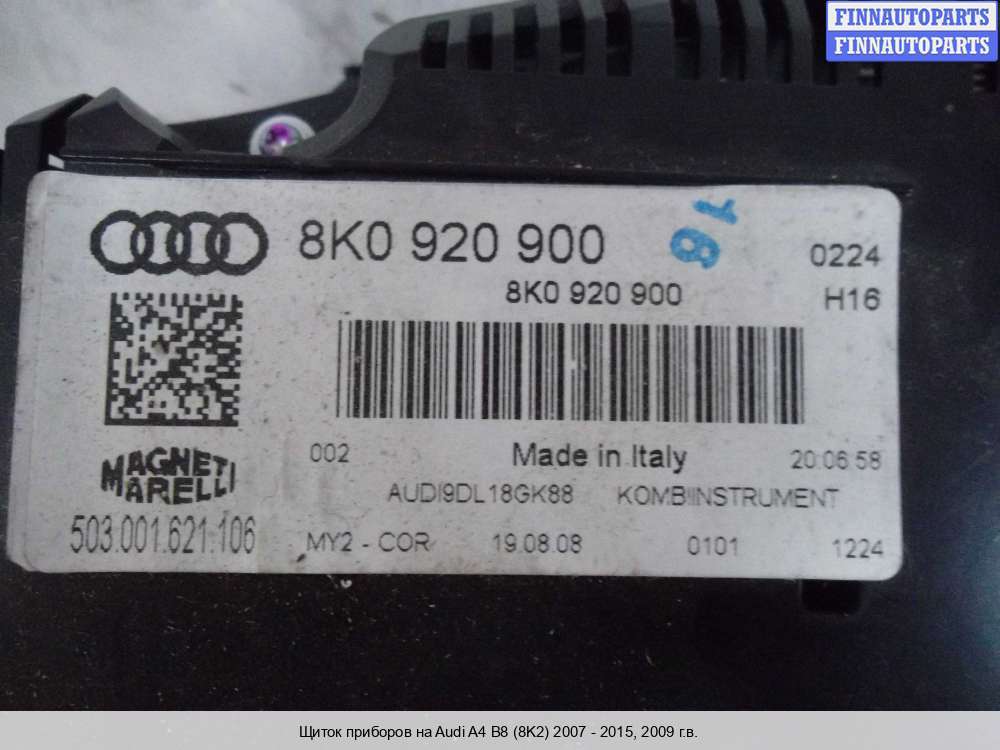 FINNAUTOPARTS
FINNAUTOPARTS
8K0 920 900
18
0224
8K0 920 900
H16
002
Made in Italy
20:06:58
MAGNETI
MARELLI
AUDI9DL18GK88 KOMBIINSTRUMENT
503.001.621.106
MY2 - COR 19.08.08 0101 1224
Щиток приборов на Audi A4 B8 (8K2) 2007 - 2015, 2009 г.в.